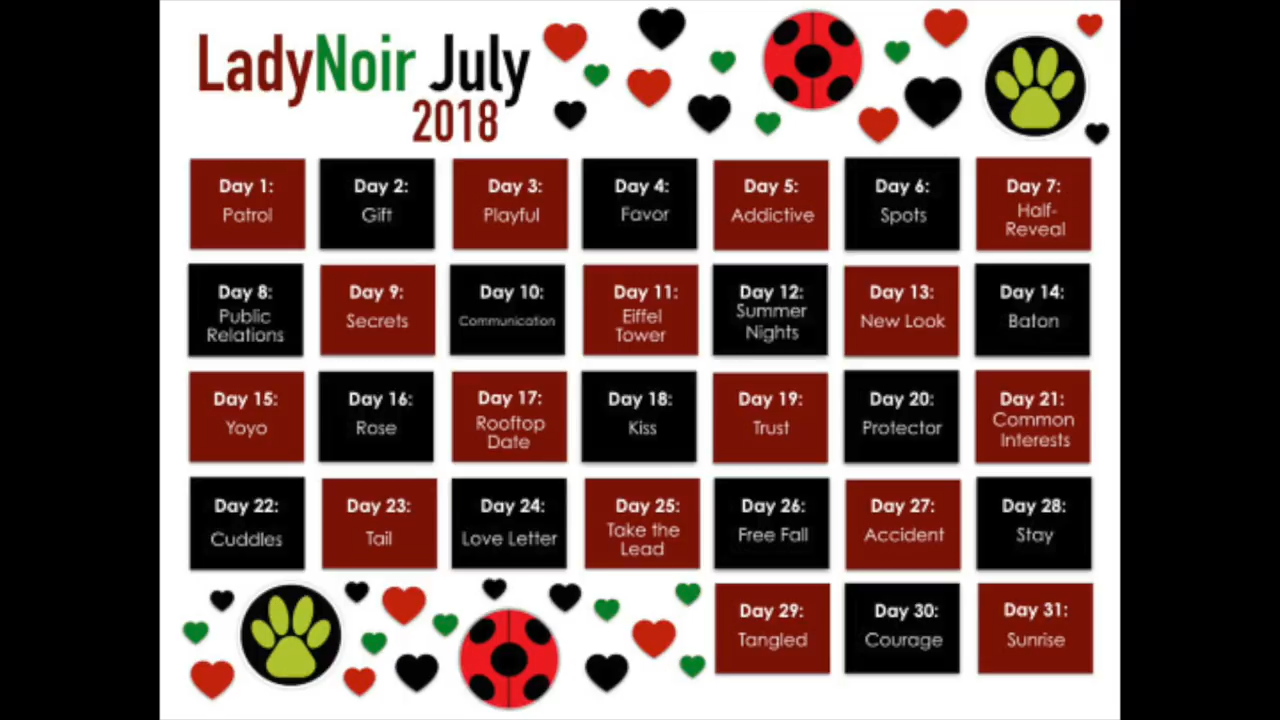 LadyNoir July
2018
Day 1:
Patrol
Day 2:
Gift
Day 3:
Playful
Day 4:
Favor
Day 5:
Addictive
Day 6:
Spots
Day 7:
Half-
Reveal
Day 8:
Public
Relations
Day 9:
Secrets
Day 10:
Communication
Day 11:
Eiffel
Tower
Day 12:
Summer
Nights
Day 13:
New Look
Day 14:
Baton
Day 15:
Yoyo
Day 16:
Rose
Day 17:
Rooftop
Date
Day 18:
Kiss
Day 19:
Trust
Day 20:
Protector
Day 21:
Common
Interests
Day 22:
Cuddles
Day 23:
Tail
Day 24:
Love Letter
Day 25:
Take the
Lead
Day 26:
Free Fall
Day 27:
Accident
Day 28:
Stay
Day 29:
Tangled
Day 30:
Courage
Day 31:
Sunrise